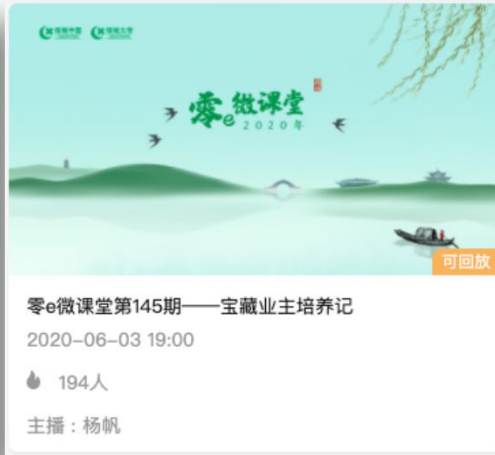 零e微课堂
2020年
可回放
零e微课堂第145期——宝藏业主培养记
2020-06-03 19:00
194人
主播：杨帆